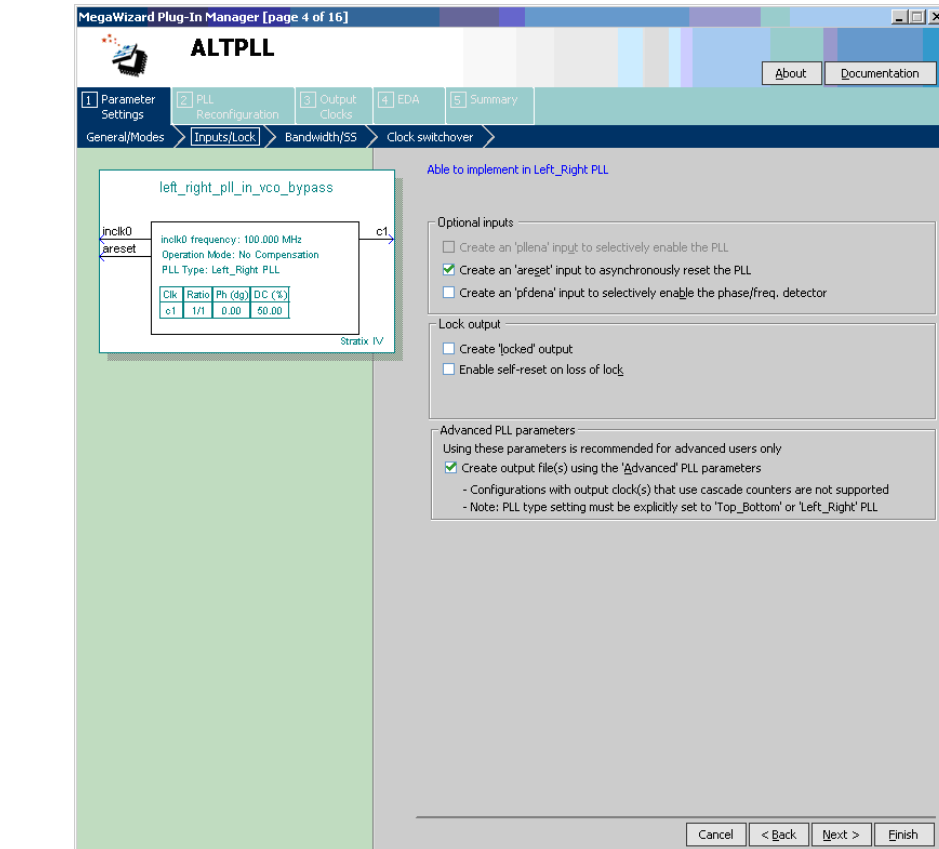 MegaWizard Plug-In Manager [page 4 of 16]
ALTPLL
About
Documentation
1 Parameter Settings
2 PLL Reconfiguration
3 Output Clocks
4 EDA
5 Summary
General/Modes
Inputs/Lock
Bandwidth/SS
Clock switchover
left_right_pll_in_vco_bypass
inclk0
areset
c1
inclk0 frequency: 100.000 MHz
Operation Mode: No Compensation
PLL Type: Left_Right PLL
Clk Ratio Ph (dg) DC (%)
c1 1/1 0.00 50.00
Stratix IV
Able to implement in Left_Right PLL
Optional inputs
Create an 'pllena' input to selectively enable the PLL
Create an 'areset' input to asynchronously reset the PLL
Create an 'pfdena' input to selectively enable the phase/freq. detector
Lock output
Create 'locked' output
Enable self-reset on loss of lock
Advanced PLL parameters
Using these parameters is recommended for advanced users only
Create output file(s) using the 'Advanced' PLL parameters
- Configurations with output clock(s) that use cascade counters are not supported
- Note: PLL type setting must be explicitly set to 'Top_Bottom' or 'Left_Right' PLL
Cancel
< Back
Next >
Finish